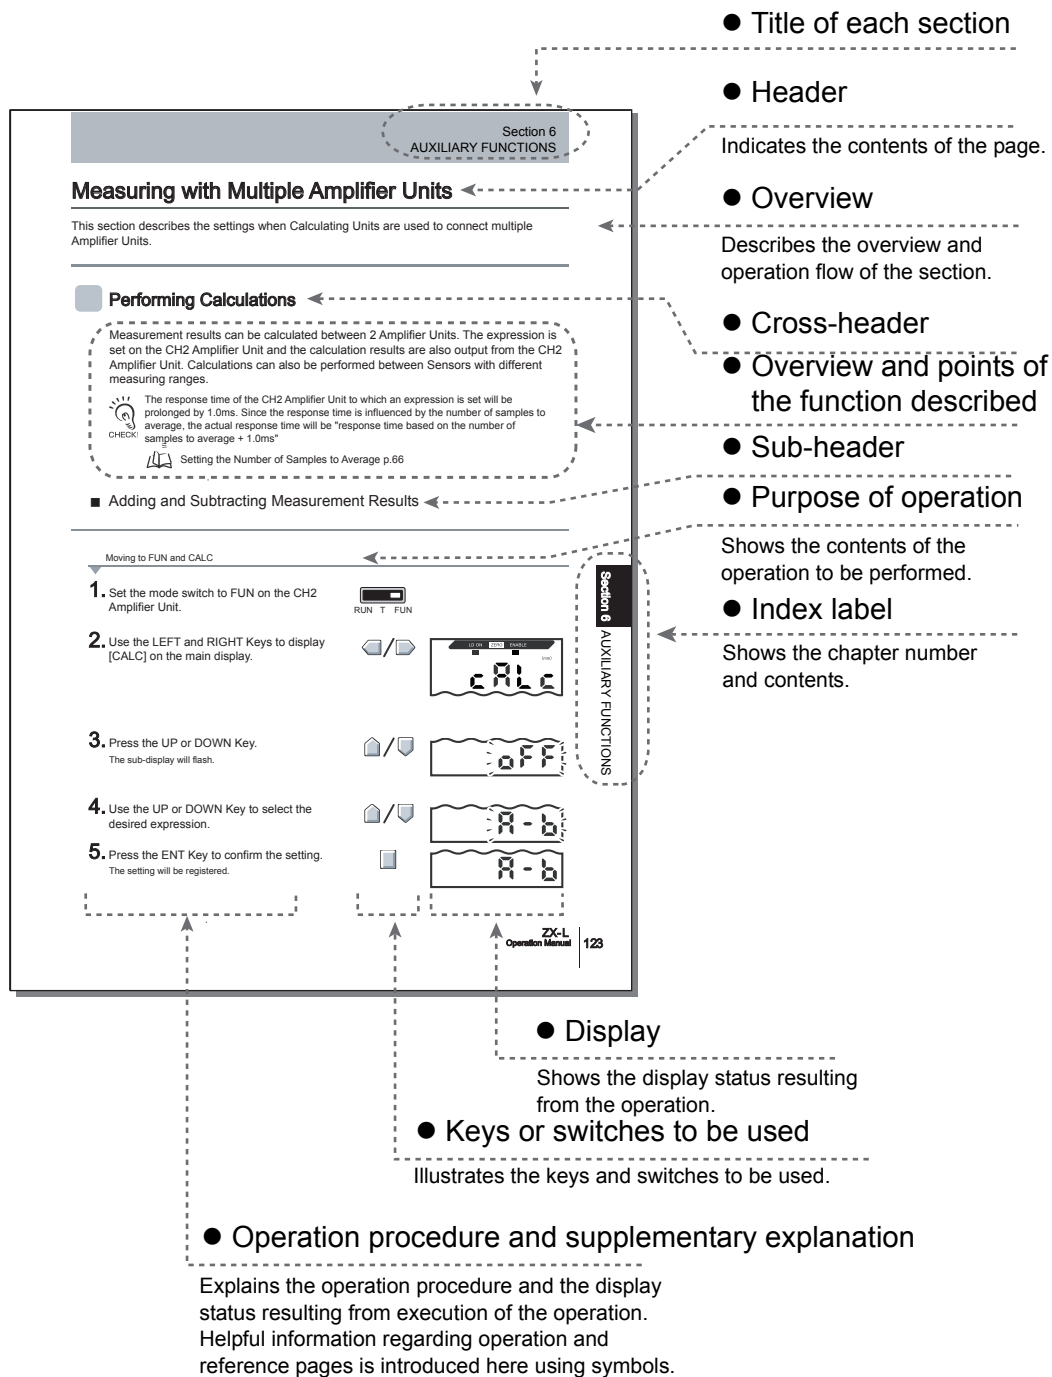 ● Title of each section
● Header
Indicates the contents of the page.
● Overview
Describes the overview and
operation flow of the section.
● Cross-header
● Overview and points of
the function described
● Sub-header
● Purpose of operation
Shows the contents of the
operation to be performed.
● Index label
Shows the chapter number
and contents.
Section 6
AUXILIARY FUNCTIONS
Measuring with Multiple Amplifier Units
This section describes the settings when Calculating Units are used to connect multiple
Amplifier Units.
Performing Calculations
Measurement results can be calculated between 2 Amplifier Units. The expression is
set on the CH2 Amplifier Unit and the calculation results are also output from the CH2
Amplifier Unit. Calculations can also be performed between Sensors with different
measuring ranges.
CHECK!
The response time of the CH2 Amplifier Unit to which an expression is set will be
prolonged by 1.0ms. Since the response time is influenced by the number of samples to
average, the actual response time will be "response time based on the number of
samples to average + 1.0ms"
Setting the Number of Samples to Average p.66
■ Adding and Subtracting Measurement Results
Moving to FUN and CALC
1. Set the mode switch to FUN on the CH2
Amplifier Unit.
RUN T FUN
2. Use the LEFT and RIGHT Keys to display
[CALC] on the main display.
/
LD ON ZERO ENABLE
(mm)
cALc
3. Press the UP or DOWN Key.
The sub-display will flash.
/
oFF
4. Use the UP or DOWN Key to select the
desired expression.
/
A-b
5. Press the ENT Key to confirm the setting.
The setting will be registered.
A-b
Section 6 AUXILIARY FUNCTIONS
ZX-L
Operation Manual
123
● Display
Shows the display status resulting
from the operation.
● Keys or switches to be used
Illustrates the keys and switches to be used.
● Operation procedure and supplementary explanation
Explains the operation procedure and the display
status resulting from execution of the operation.
Helpful information regarding operation and
reference pages is introduced here using symbols.